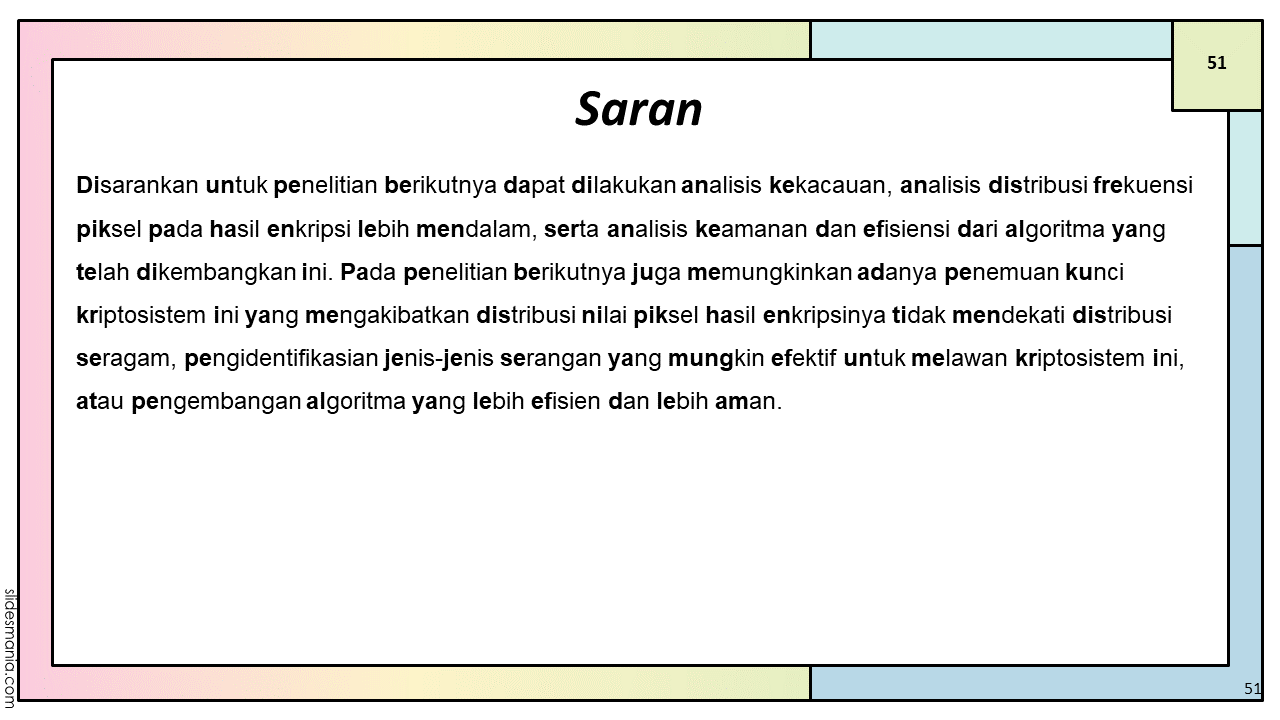 51
Saran
Disarankan untuk penelitian berikutnya dapat dilakukan analisis kekacauan, analisis distribusi frekuensi
piksel pada hasil enkripsi lebih mendalam, serta analisis keamanan dan efisiensi dari algoritma yang
telah dikembangkan ini. Pada penelitian berikutnya juga memungkinkan adanya penemuan kunci
kriptosistem ini yang mengakibatkan distribusi nilai piksel hasil enkripsinya tidak mendekati distribusi
seragam, pengidentifikasian jenis-jenis serangan yang mungkin efektif untuk melawan kriptosistem ini,
atau pengembangan algoritma yang lebih efisien dan lebih aman.
slidesmania.com
51